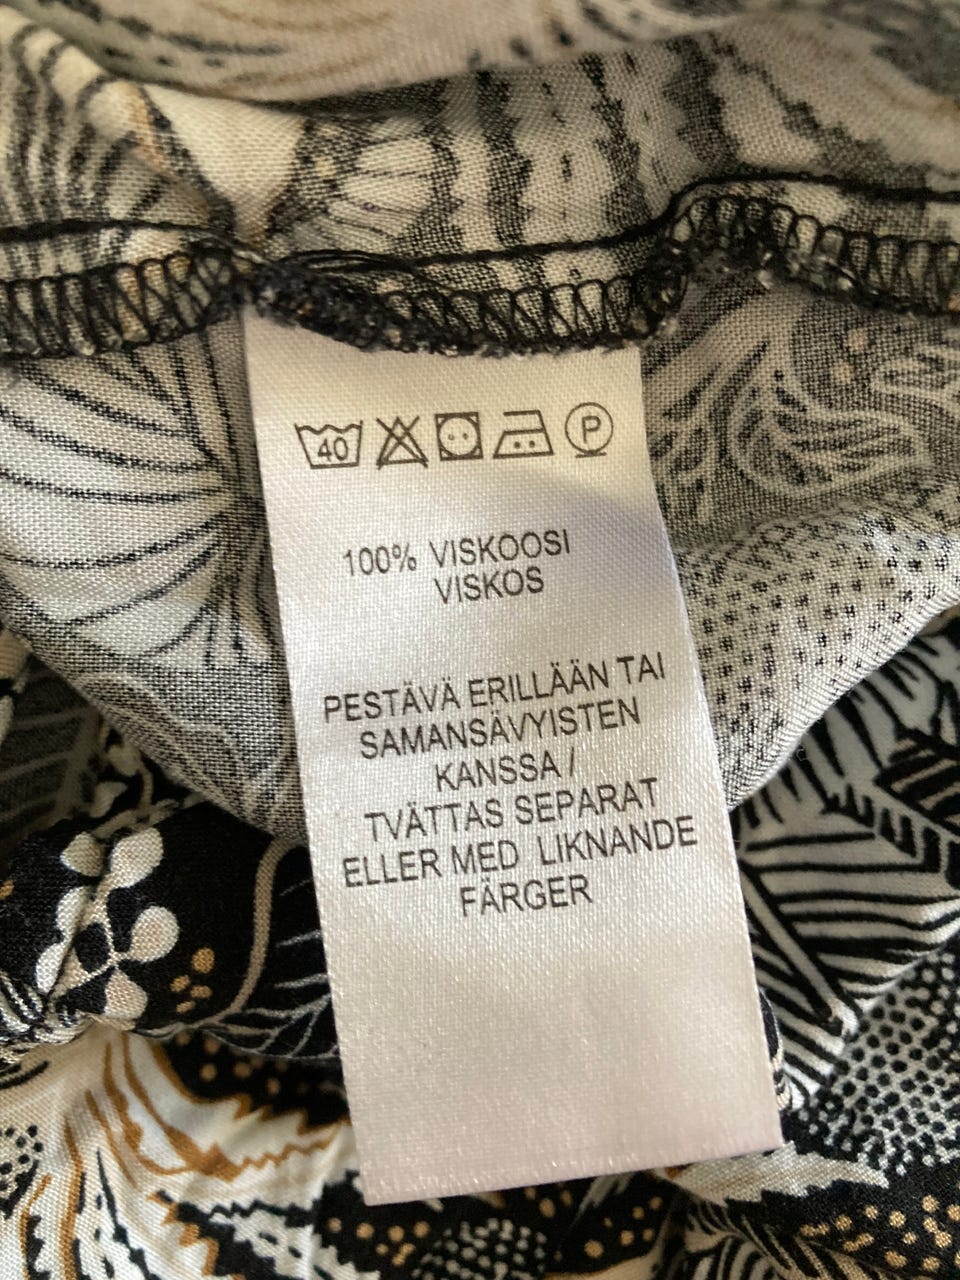 40 P
100% VISKOOSI
VISKOS
PESTÄVÄ ERILLÄÄN TAI
SAMANSÄVYISTEN
KANSSA /
TVÄTTAS SEPARAT
ELLER MED LIKNANDE
FÄRGER